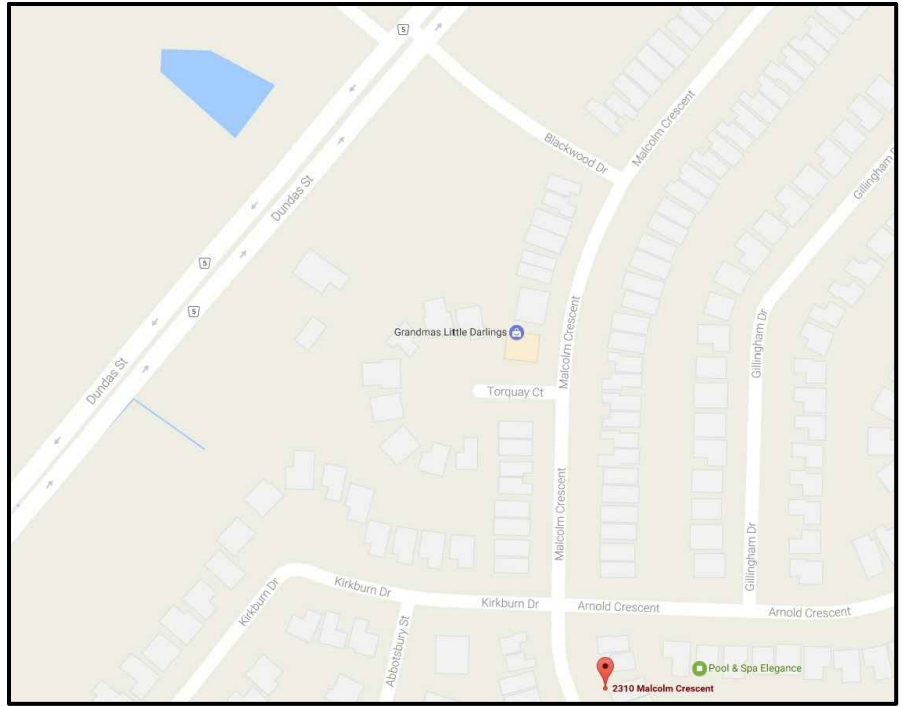 5
Malcolm Crescent
Blackwood Dr
Gillingham
Dundas St
5
5
Malcolm Crescent
Gillingham Dr
Grandmas Little Darlings
Dundas St
Torquay Ct
Malcolm Crescent
Gillingham Dr
Kirkburn Dr
Kirkburn Dr
Kirkburn Dr
Arnold Crescent
Arnold Crescent
Abbotsbury St
Pool & Spa Elegance
2310 Malcolm Crescent